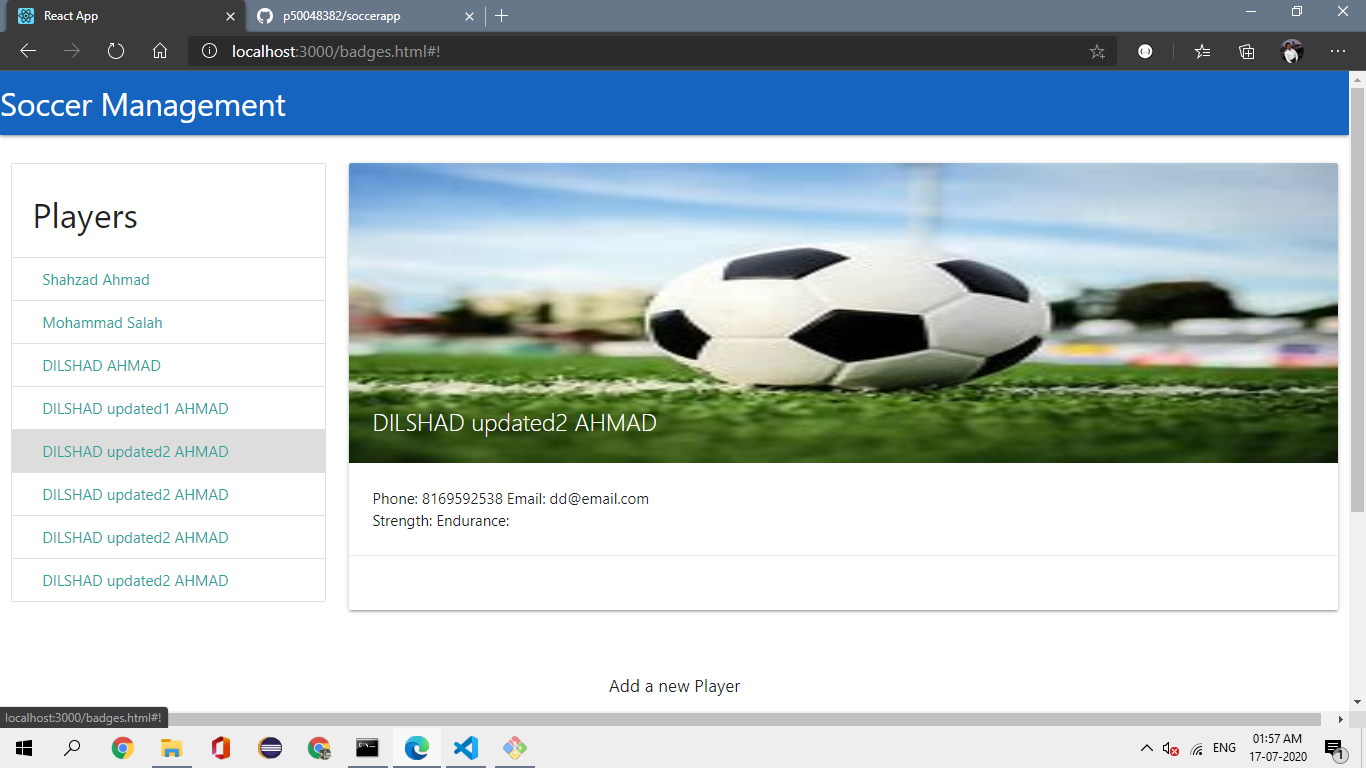 React App
p50048382/soccerapp
localhost:3000/badges.html#!
Soccer Management
Players
Shahzad Ahmad
Mohammad Salah
DILSHAD AHMAD
DILSHAD updated1 AHMAD
DILSHAD updated2 AHMAD
DILSHAD updated2 AHMAD
DILSHAD updated2 AHMAD
DILSHAD updated2 AHMAD
DILSHAD updated2 AHMAD
Phone: 8169592538 Email: dd@email.com
Strength: Endurance:
Add a new Player
localhost:3000/badges.html#!
ENG
01:57 AM
17-07-2020
1